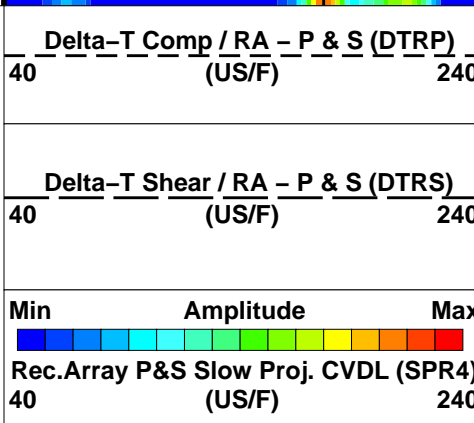 Delta–T Comp / RA – P & S (DTRP)
40 (US/F) 240
Delta–T Shear / RA – P & S (DTRS)
40 (US/F) 240
Min Amplitude Max
Rec.Array P&S Slow Proj. CVDL (SPR4)
40 (US/F) 240